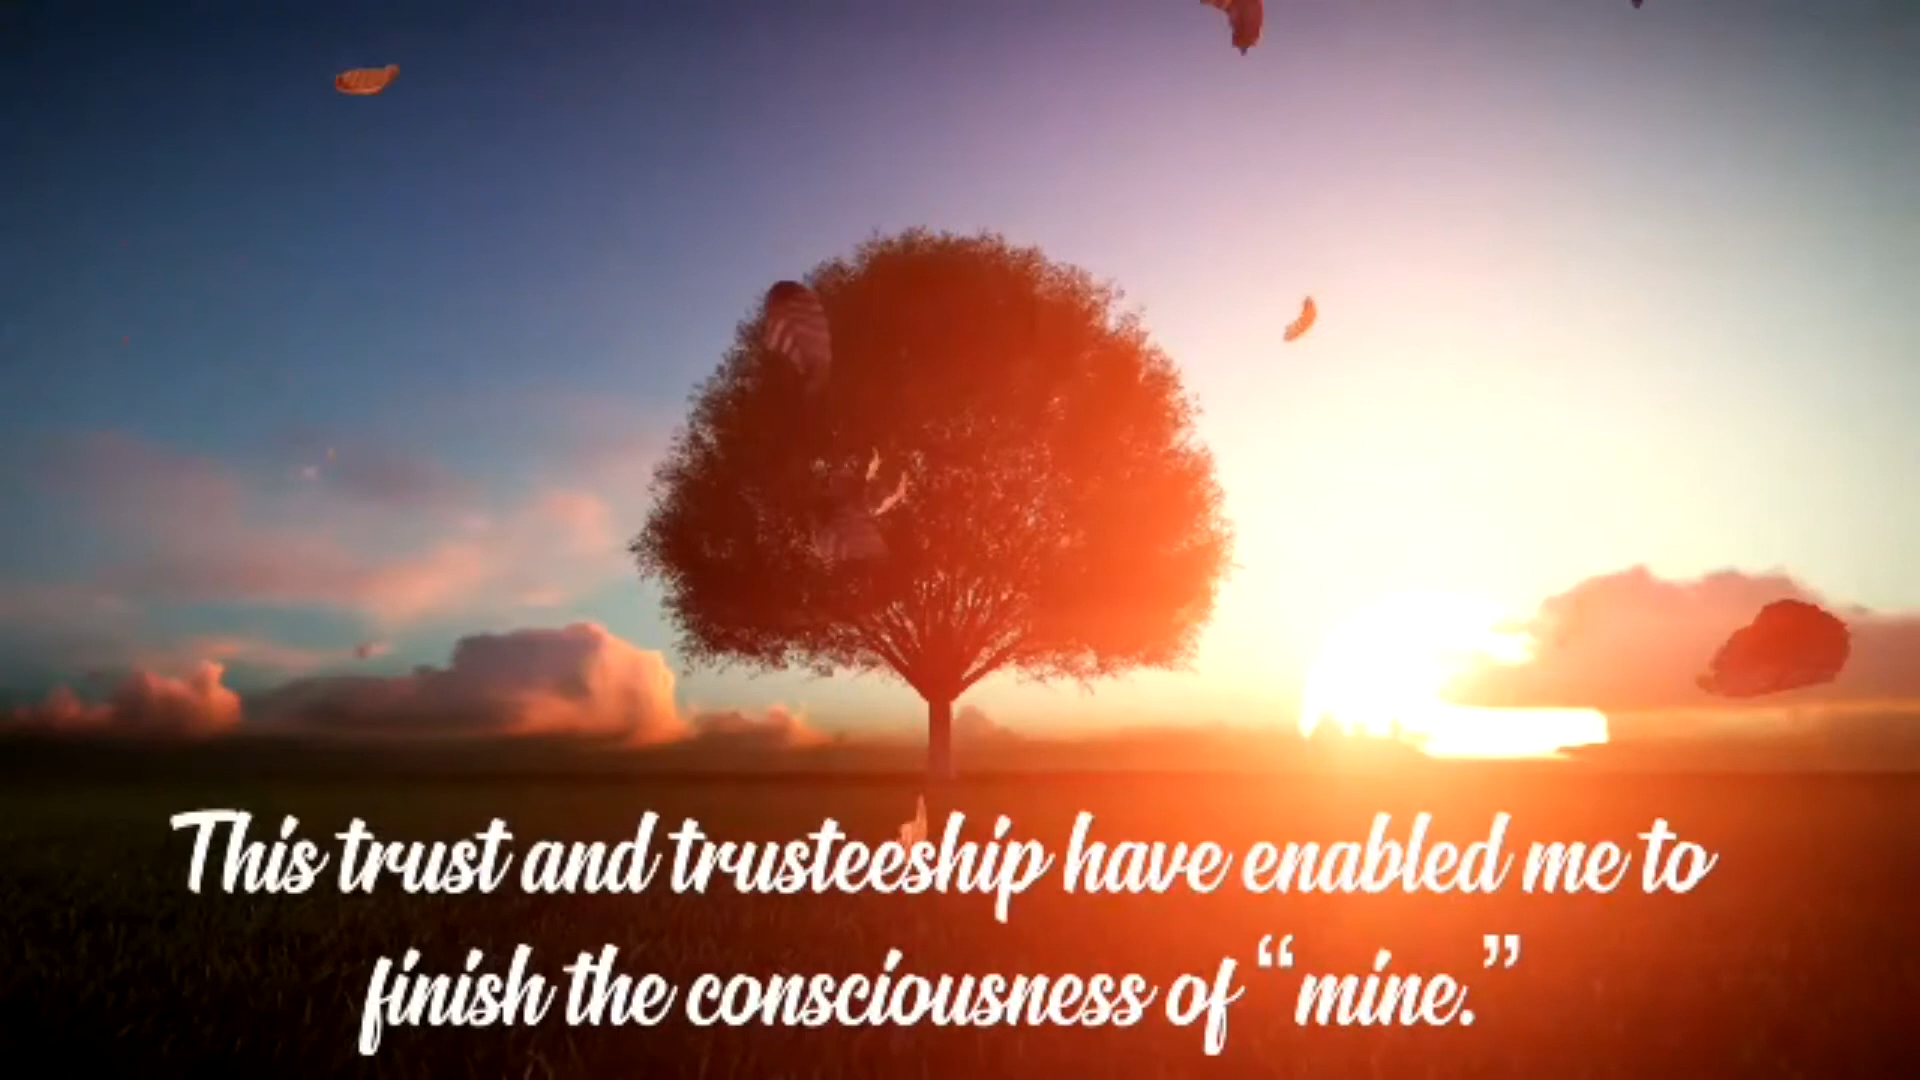 This trust and trusteeship have enabled me to
finish the consciousness of “mine.”